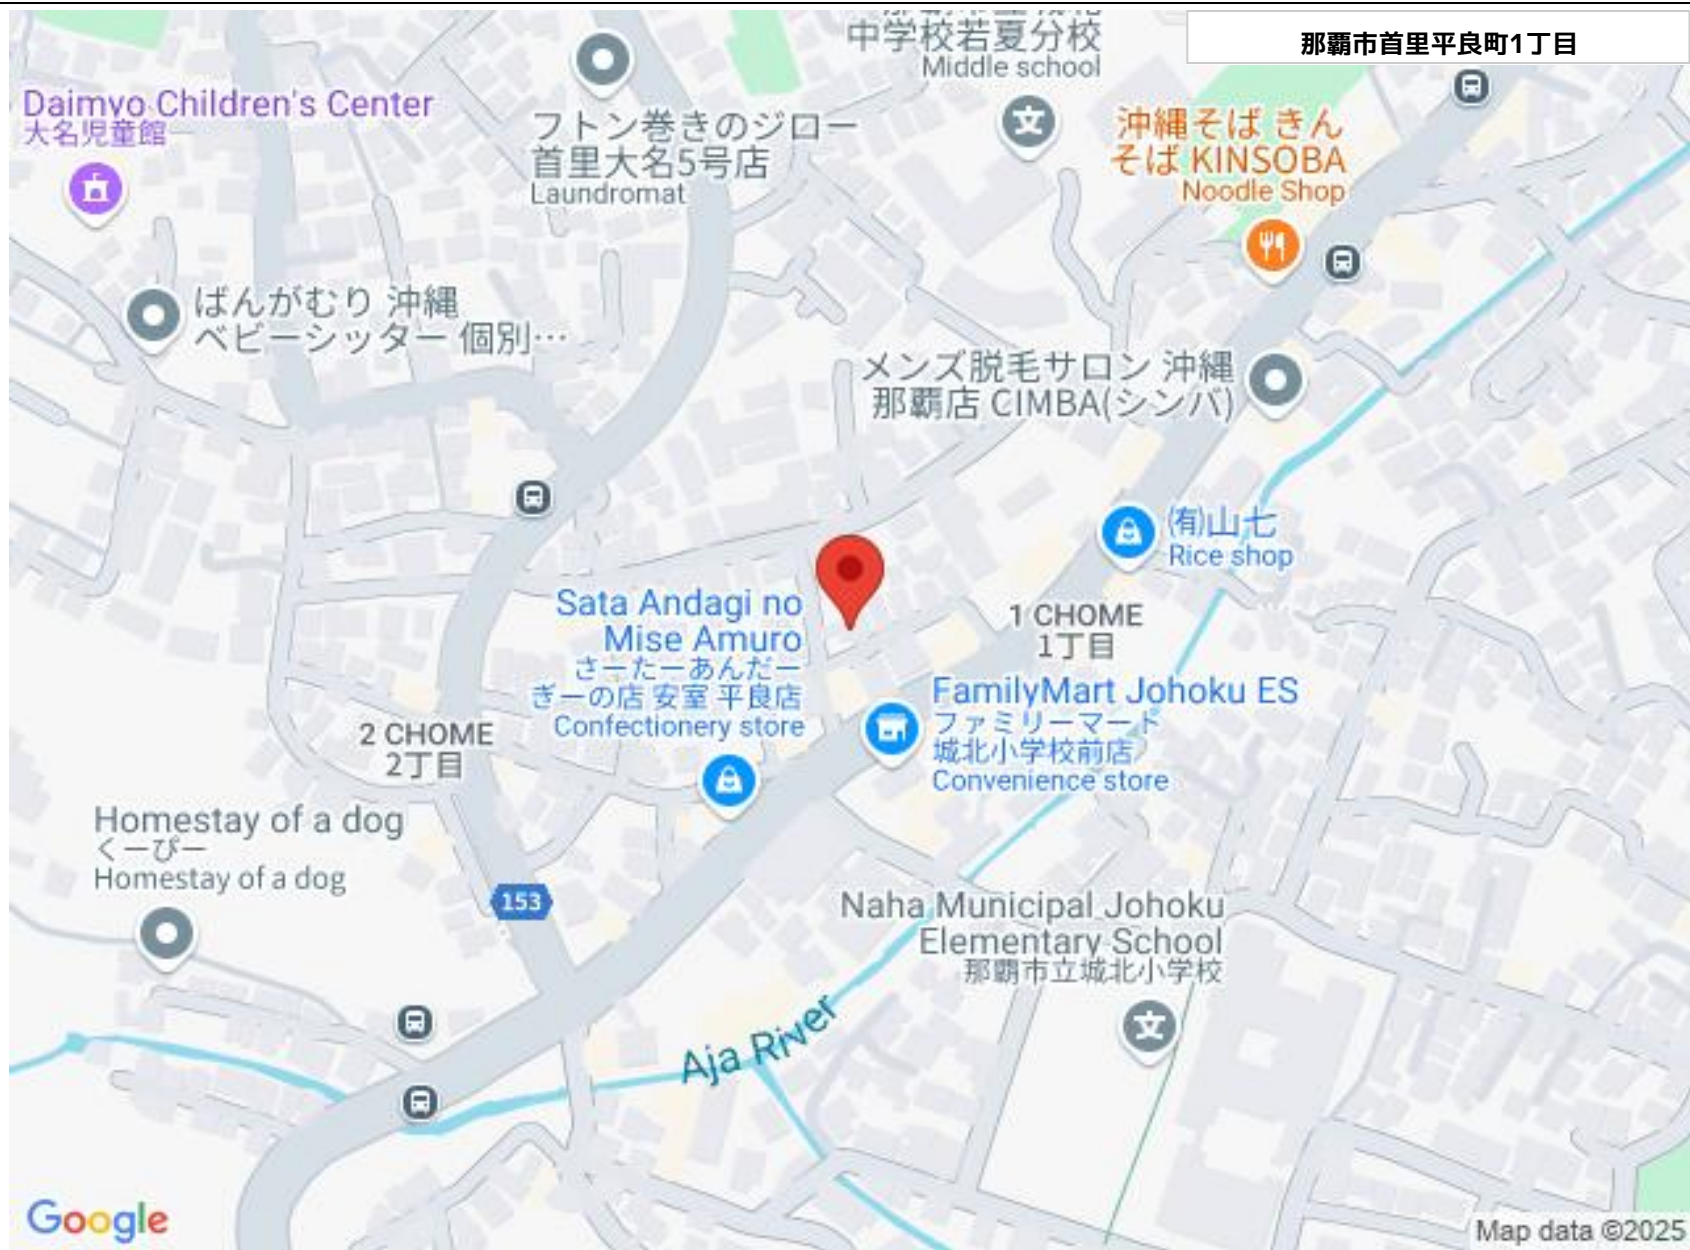 那覇市首里平良町1丁目
中学校若夏分校
Middle school
Daimyo Children's Center
大名児童館
フトン巻きのジロー
首里大名5号店
Laundromat
沖縄そば きん
そば KINSOBA
Noodle Shop
ばんがむり 沖縄
ベビーシッター 個別…
メンズ脱毛サロン 沖縄
那覇店 CIMBA(シンバ)
㈲山七
Rice shop
Sata Andagi no
Mise Amuro
さーたーあんだー
ぎーの店 安室 平良店
Confectionery store
1 CHOME
1丁目
FamilyMart Johoku ES
ファミリーマート
城北小学校前店
Convenience store
2 CHOME
2丁目
Homestay of a dog
くーぴー
Homestay of a dog
153
Naha Municipal Johoku
Elementary School
那覇市立城北小学校
文
文
Aja River
Google
Map data ©2025